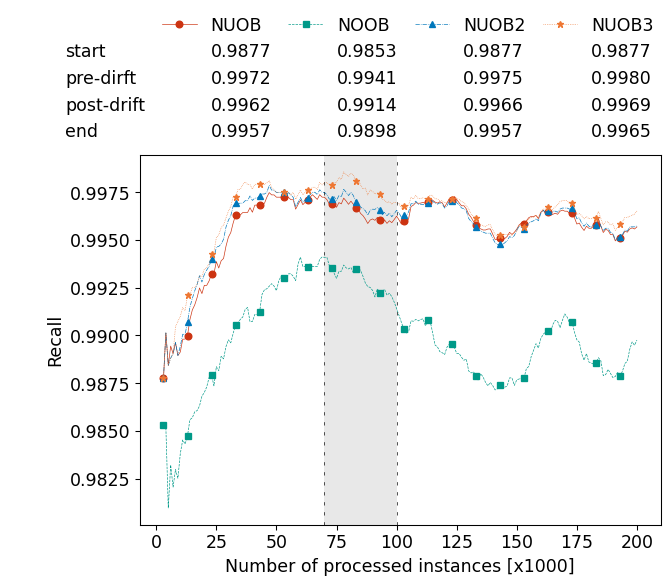 NUOB NOOB NUOB2 NUOB3
start 0.9877 0.9853 0.9877 0.9877
pre-dirft 0.9972 0.9941 0.9975 0.9980
post-drift 0.9962 0.9914 0.9966 0.9969
end 0.9957 0.9898 0.9957 0.9965
0.9975
0.9950
0.9925
0.9900
0.9875
0.9850
0.9825
Recall
0 25 50 75 100 125 150 175 200
Number of processed instances [x1000]